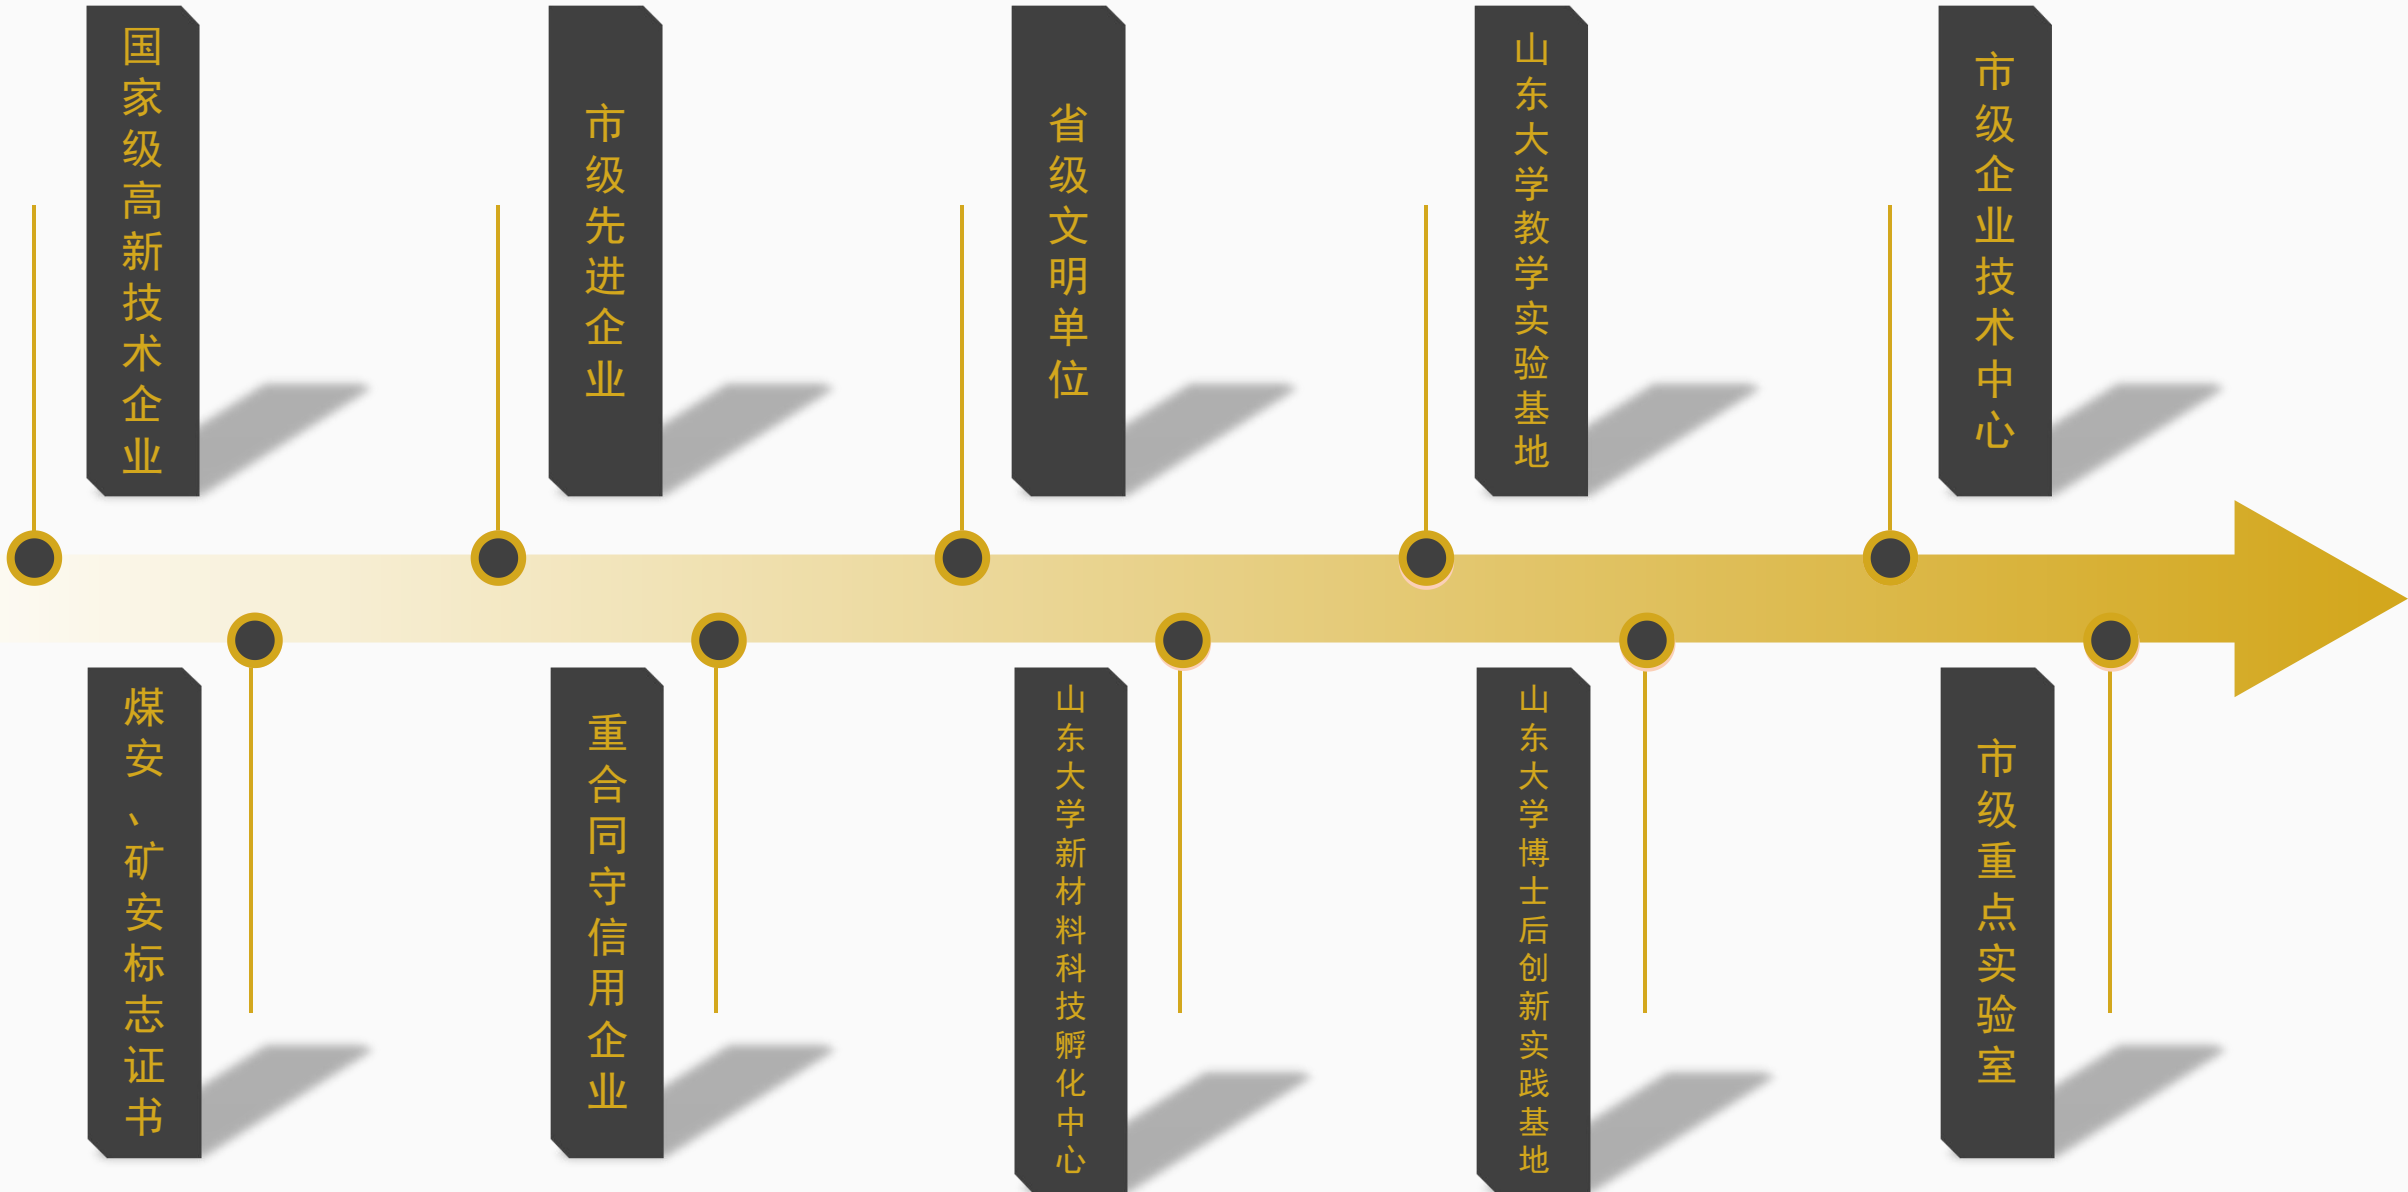 国家级高新技术企业
市级先进企业
省级文明单位
山东大学教学实验基地
市级企业技术中心
煤安、矿安标志证书
重合同守信用企业
山东大学新材料科技孵化中心
山东大学博士后创新实践基地
市级重点实验室